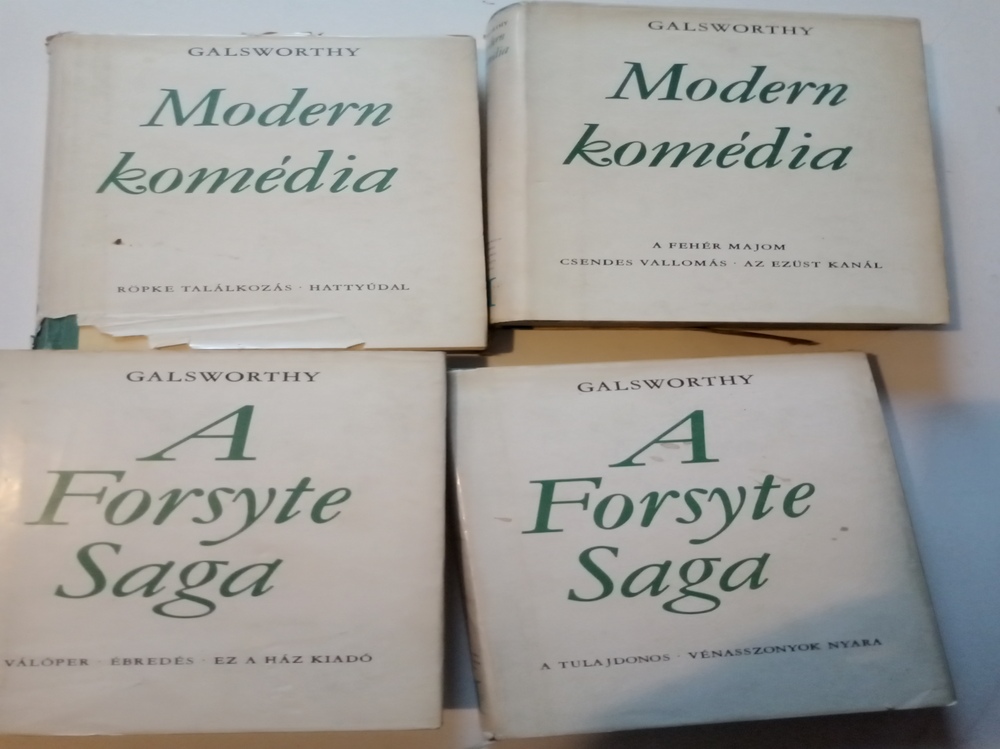 GALSWORTHY
Modern
komédia
RÖPKE TALÁLKOZÁS · HATTYÚDAL
GALSWORTHY
Modern
komédia
A FEHÉR MAJOM
CSENDES VALLOMÁS · AZ EZÜST KANÁL
GALSWORTHY
A
Forsyte
Saga
VÁLÓPER · ÉBREDÉS · EZ A HÁZ KIADÓ
GALSWORTHY
A
Forsyte
Saga
A TULAJDONOS · VÉNASSZONYOK NYARA